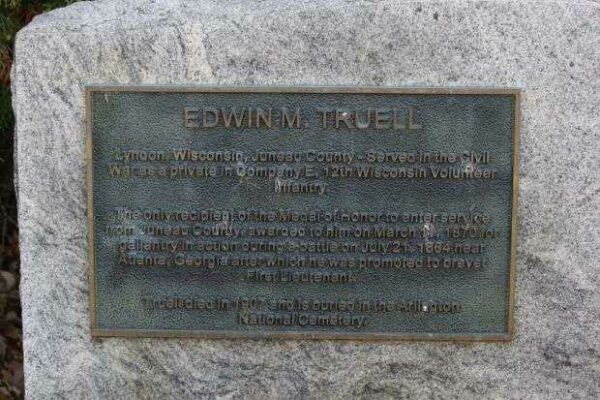 EDWIN M. TRUELL
Lyndon, Wisconsin, Juneau County - Served in the Civil
War as a private in Company E, 12th Wisconsin Volunteer
Infantry
The only recipient of the Medal of Honor to enter service
from Juneau County, awarded to him on March 1870 for
gallantry in action during a battle on July 21, 1864 near
Georgia after which he was promoted to brevet
First Lieutenant.
Truell died in 1907 and is buried in the Arlington
National Cemetery.